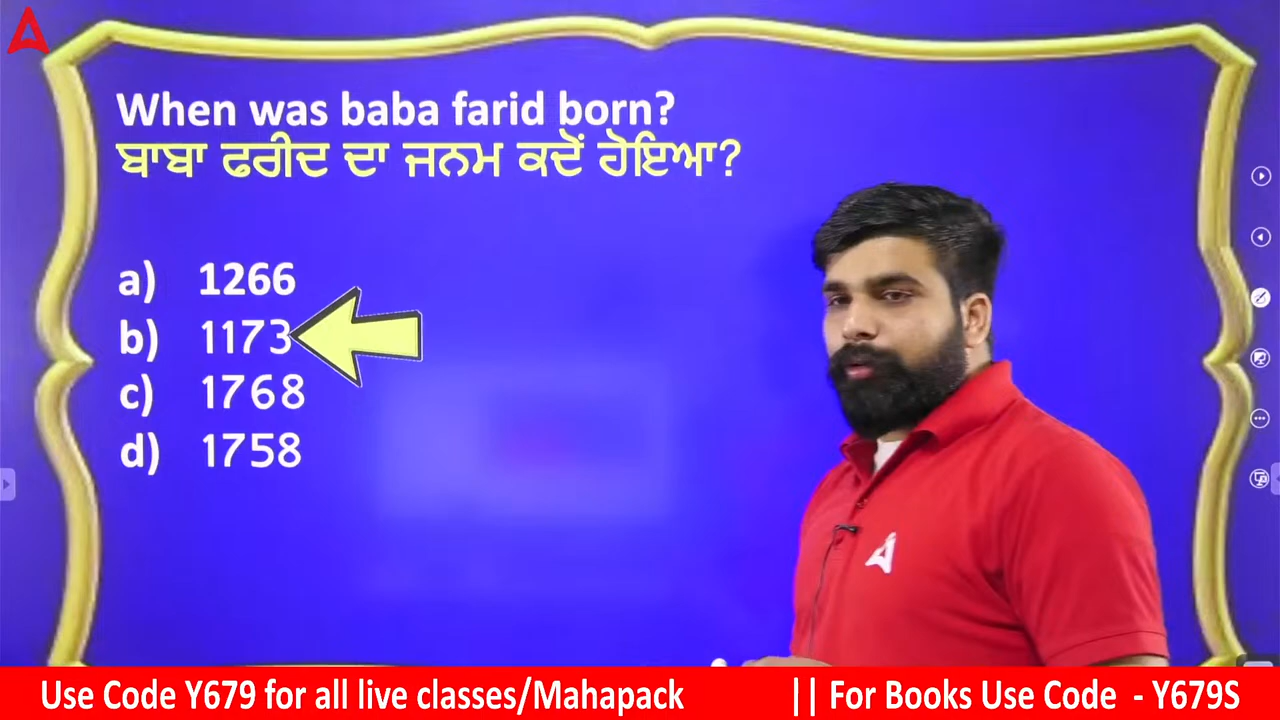 When was baba farid born?
ਬਾਬਾ ਫਰੀਦ ਦਾ ਜਨਮ ਕਦੋਂ ਹੋਇਆ?
a) 1266
b) 1173
c) 1768
d) 1758
Use Code Y679 for all live classes/Mahapack || For Books Use Code - Y679S